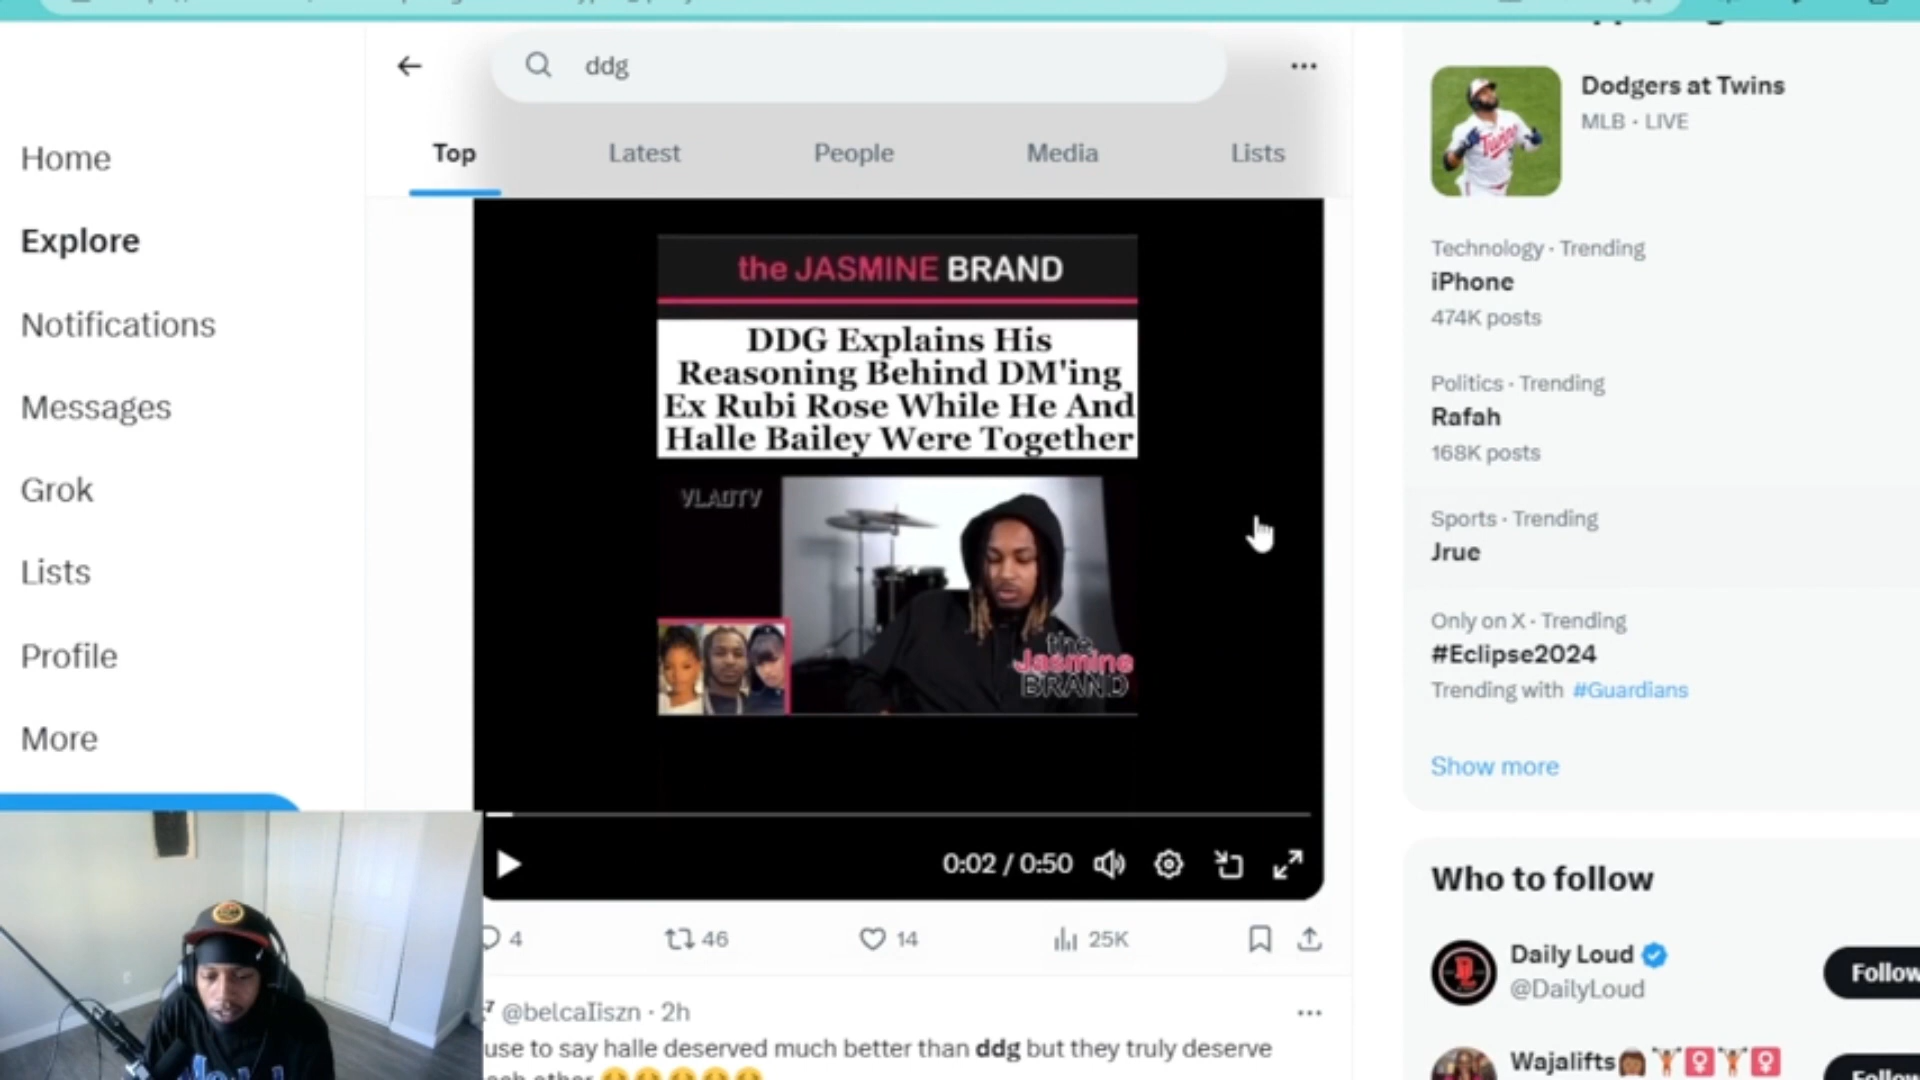 ddg
Top
Latest
People
Media
Lists
Home
Explore
Notifications
Messages
Grok
Lists
Profile
More
the JASMINE BRAND
DDG Explains His
Reasoning Behind DM'ing
Ex Rubi Rose While He And
Halle Bailey Were Together
VLADTV
the
Jasmine
BRAND
0:02 / 0:50
4
46
14
25K
@belcaIiszn · 2h
use to say halle deserved much better than ddg but they truly deserve
Dodgers at Twins
MLB · LIVE
Technology · Trending
iPhone
474K posts
Politics · Trending
Rafah
168K posts
Sports · Trending
Jrue
Only on X · Trending
#Eclipse2024
Trending with #Guardians
Show more
Who to follow
Daily Loud
@DailyLoud
Follow
Wajalifts